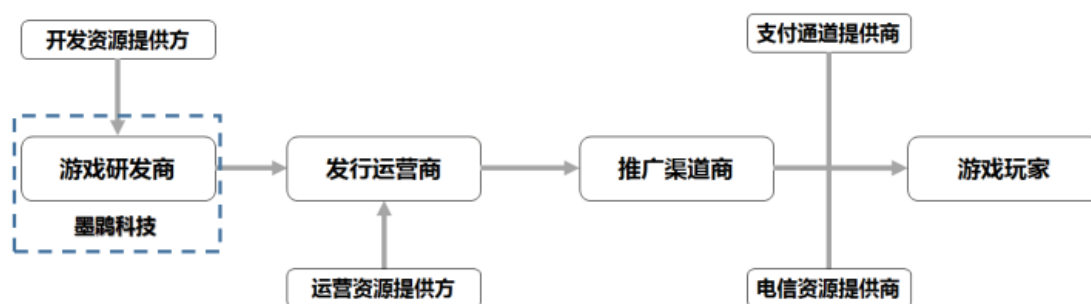 开发资源提供方
支付通道提供商
游戏研发商
发行运营商
推广渠道商
游戏玩家
墨鹍科技
运营资源提供方
电信资源提供商